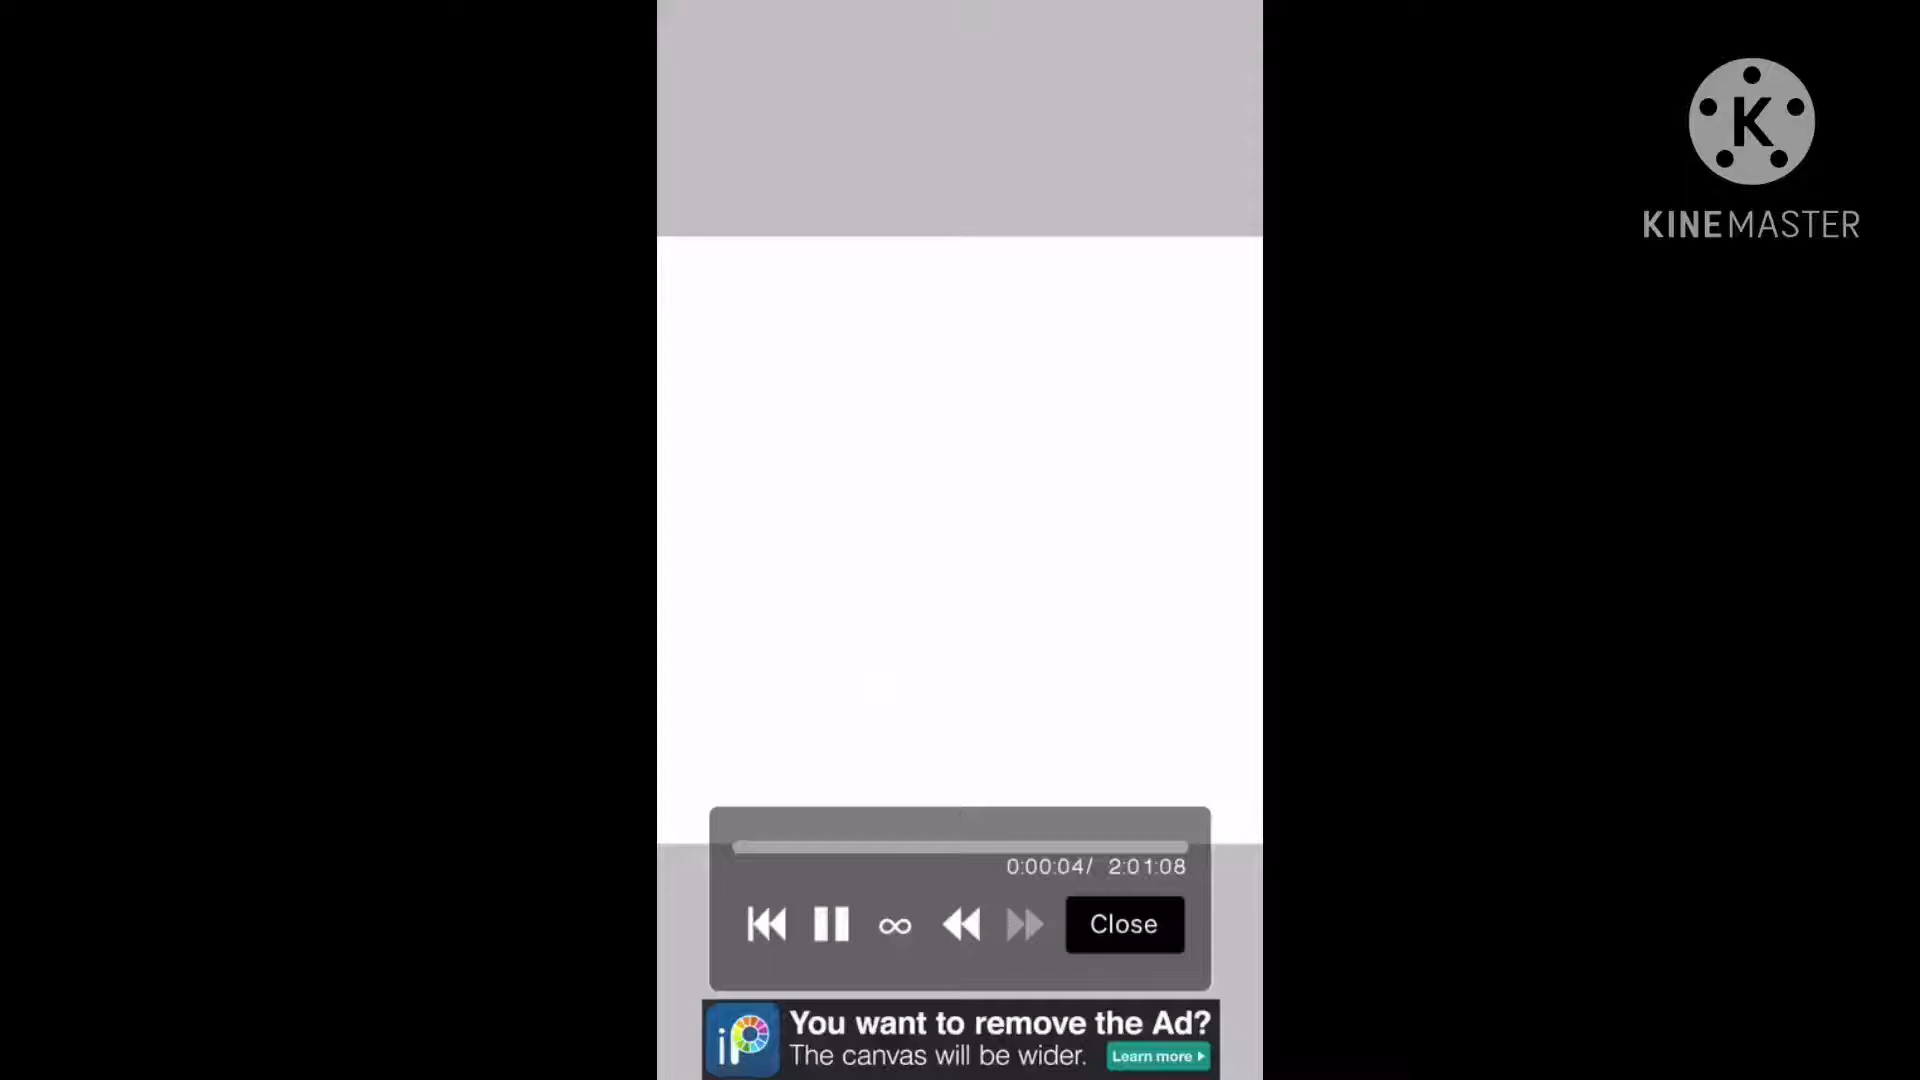 K
KINEMASTER
0:00:04/ 2:01:08
Close
iP
You want to remove the Ad?
The canvas will be wider.
Learn more